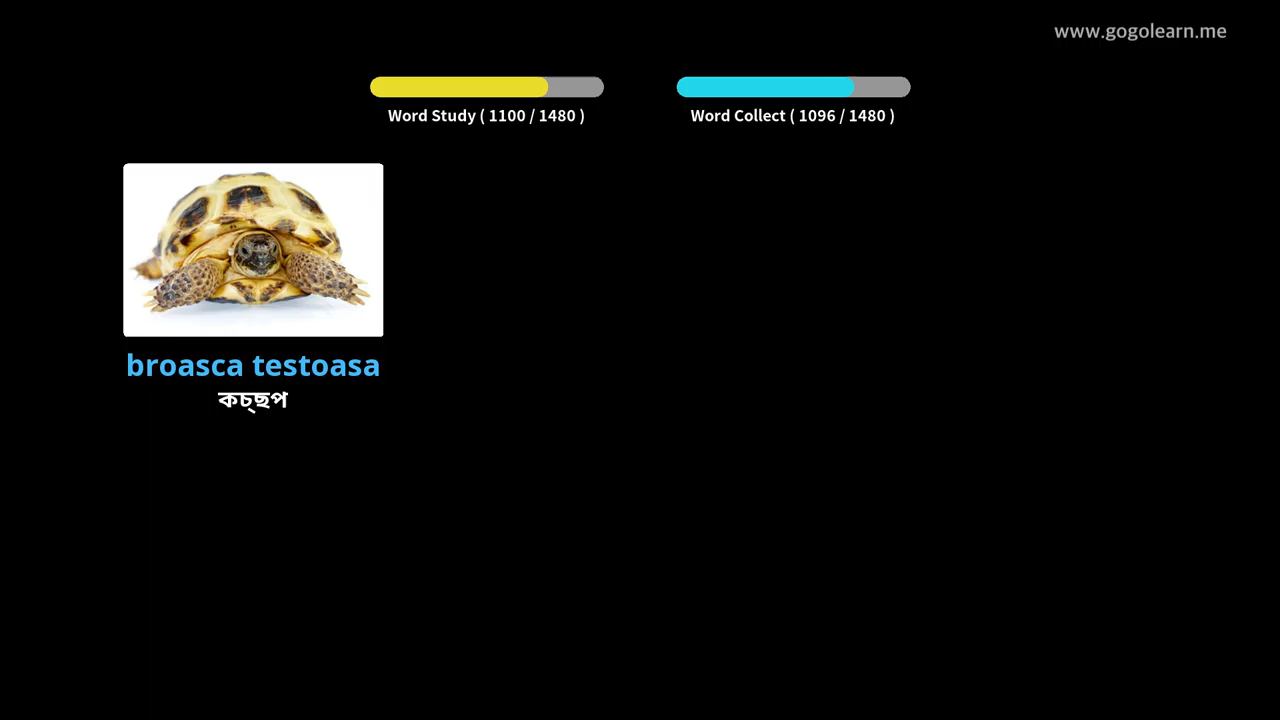 www.gogolearn.me
Word Study ( 1100 / 1480 )
Word Collect ( 1096 / 1480 )
broasca testoasa
কচ্ছপ